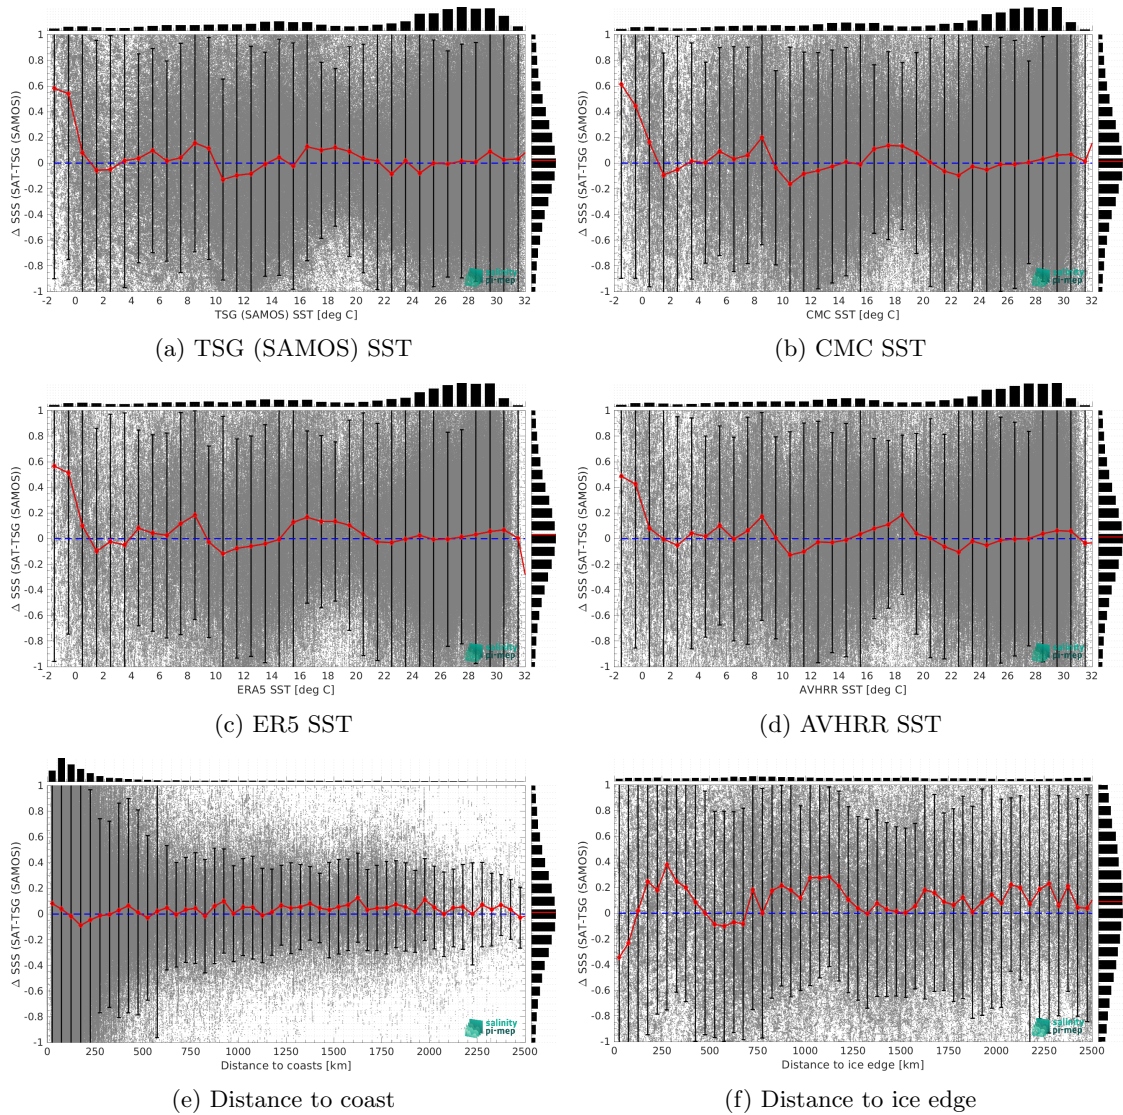 1
0.8
0.6
0.4
0.2
0
-0.2
-0.4
-0.6
-0.8
-1
Δ SSS (SAT-TSG (SAMOS))
salinity
pi-mep
-2 0 2 4 6 8 10 12 14 16 18 20 22 24 26 28 30 32
TSG (SAMOS) SST [deg C]
(a) TSG (SAMOS) SST
1
0.8
0.6
0.4
0.2
0
-0.2
-0.4
-0.6
-0.8
-1
Δ SSS (SAT-TSG (SAMOS))
salinity
pi-mep
-2 0 2 4 6 8 10 12 14 16 18 20 22 24 26 28 30 32
CMC SST [deg C]
(b) CMC SST
1
0.8
0.6
0.4
0.2
0
-0.2
-0.4
-0.6
-0.8
-1
Δ SSS (SAT-TSG (SAMOS))
salinity
pi-mep
-2 0 2 4 6 8 10 12 14 16 18 20 22 24 26 28 30 32
ERA5 SST [deg C]
(c) ER5 SST
1
0.8
0.6
0.4
0.2
0
-0.2
-0.4
-0.6
-0.8
-1
Δ SSS (SAT-TSG (SAMOS))
salinity
pi-mep
-2 0 2 4 6 8 10 12 14 16 18 20 22 24 26 28 30 32
AVHRR SST [deg C]
(d) AVHRR SST
1
0.8
0.6
0.4
0.2
0
-0.2
-0.4
-0.6
-0.8
-1
Δ SSS (SAT-TSG (SAMOS))
salinity
pi-mep
0 250 500 750 1000 1250 1500 1750 2000 2250 2500
Distance to coasts [km]
(e) Distance to coast
1
0.8
0.6
0.4
0.2
0
-0.2
-0.4
-0.6
-0.8
-1
Δ SSS (SAT-TSG (SAMOS))
salinity
pi-mep
0 250 500 750 1000 1250 1500 1750 2000 2250 2500
Distance to ice edge [km]
(f) Distance to ice edge